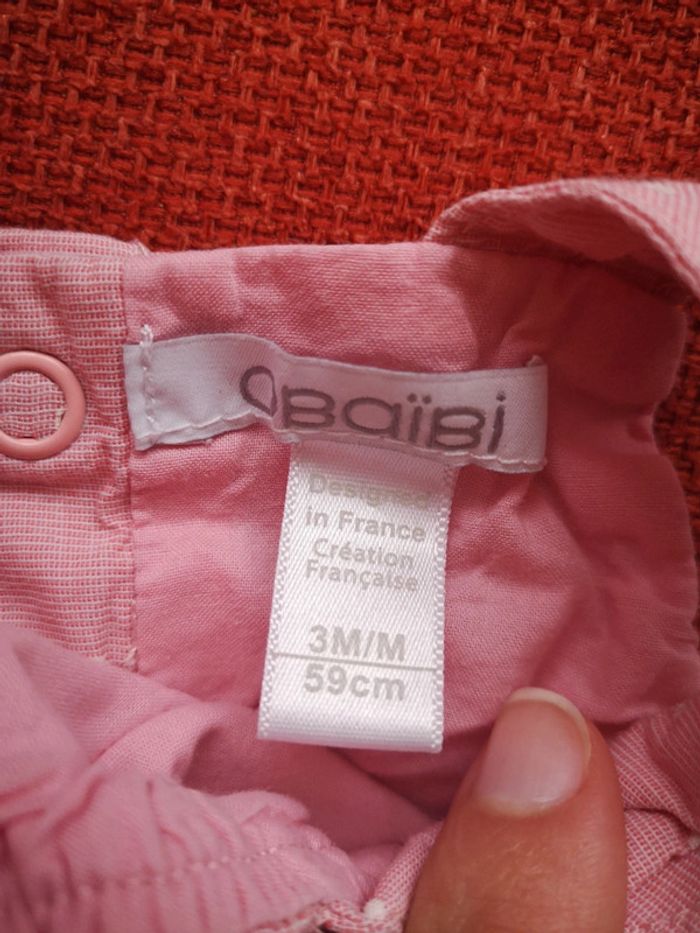 OBAÏBI
Designed
in France
Création
Française
3M/M
59cm